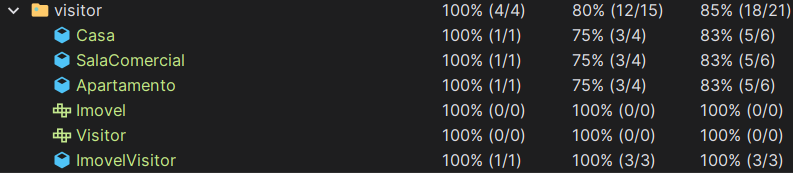 visitor 100% (4/4) 80% (12/15) 85% (18/21)
Casa 100% (1/1) 75% (3/4) 83% (5/6)
SalaComercial 100% (1/1) 75% (3/4) 83% (5/6)
Apartamento 100% (1/1) 75% (3/4) 83% (5/6)
Imovel 100% (0/0) 100% (0/0) 100% (0/0)
Visitor 100% (0/0) 100% (0/0) 100% (0/0)
ImovelVisitor 100% (1/1) 100% (3/3) 100% (3/3)